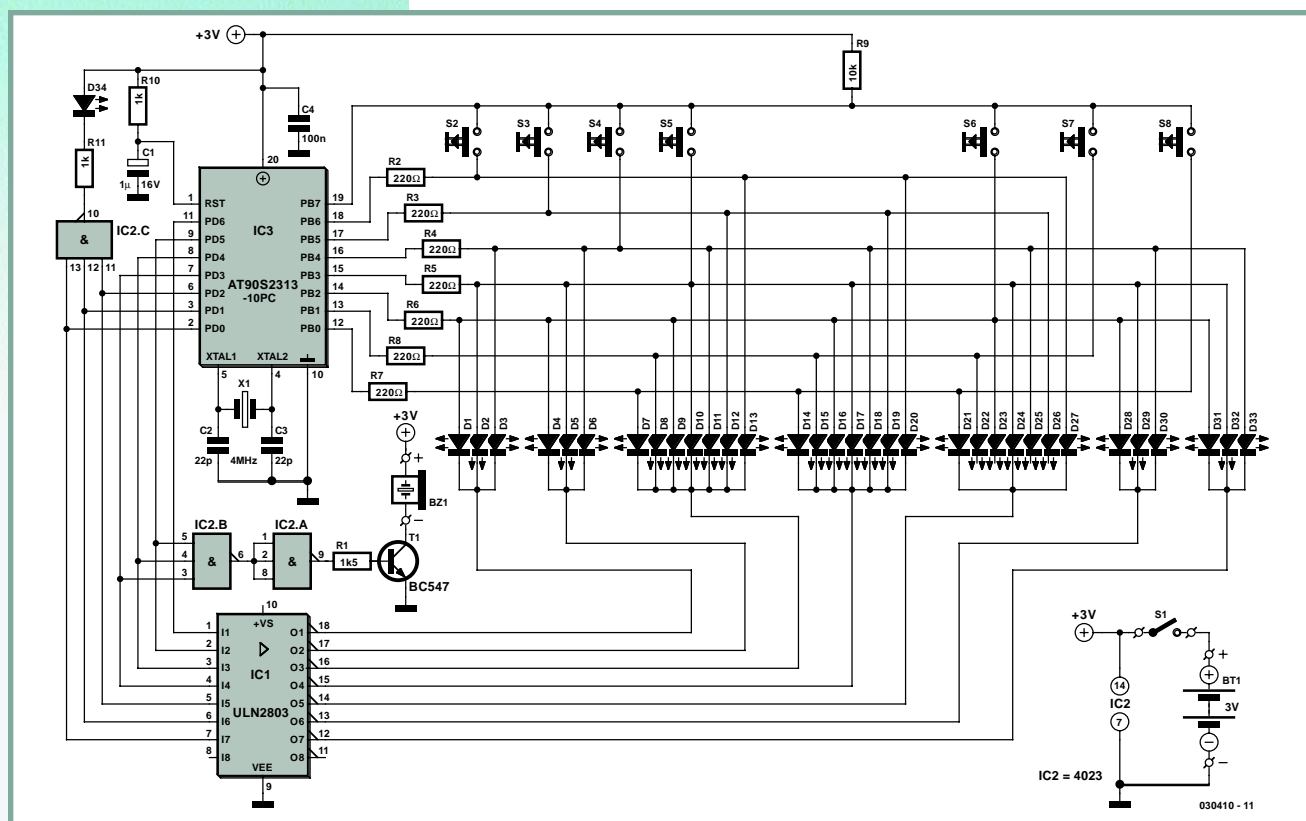 +3V
R9
10k
D34
R10
1k
R11
1k
C4
100n
C1
1µ 16V
S2
S3
S4
S5
S6
S7
S8
20
1 RST
11 PD6
9 PD5
8 PD4
7 PD3
6 PD2
3 PD1
2 PD0
IC3
AT90S2313
-10PC
PB7 19
PB6 18
PB5 17
PB4 16
PB3 15
PB2 14
PB1 13
PB0 12
XTAL1
XTAL2
5
4
10
R2
220Ω
R3
220Ω
R4
220Ω
R5
220Ω
R6
220Ω
R8
220Ω
R7
220Ω
10
IC2.C
&
13 12 11
X1
C2
C3
22p
4MHz
22p
+3V
+
BZ1
–
T1
BC547
D1
D2
D3
D4
D5
D6
D7
D8
D9
D10
D11
D12
D13
D14
D15
D16
D17
D18
D19
D20
D21
D22
D23
D24
D25
D26
D27
D28
D29
D30
D31
D32
D33
IC2.B
5
4
3
&
6
IC2.A
1
2
8
&
9
R1
1k5
10
+VS
1 I1
2 I2
3 I3
4 I4
5 I5
6 I6
7 I7
8 I8
IC1
ULN2803
O1 18
O2 17
O3 16
O4 15
O5 14
O6 13
O7 12
O8 11
VEE
9
+3V
S1
14
IC2
7
+
BT1
3V
–
IC2 = 4023
030410 - 11